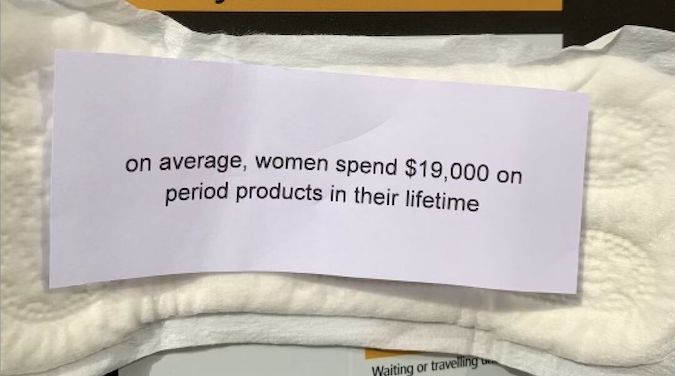 on average, women spend $19,000 on
period products in their lifetime
Waiting or travelling